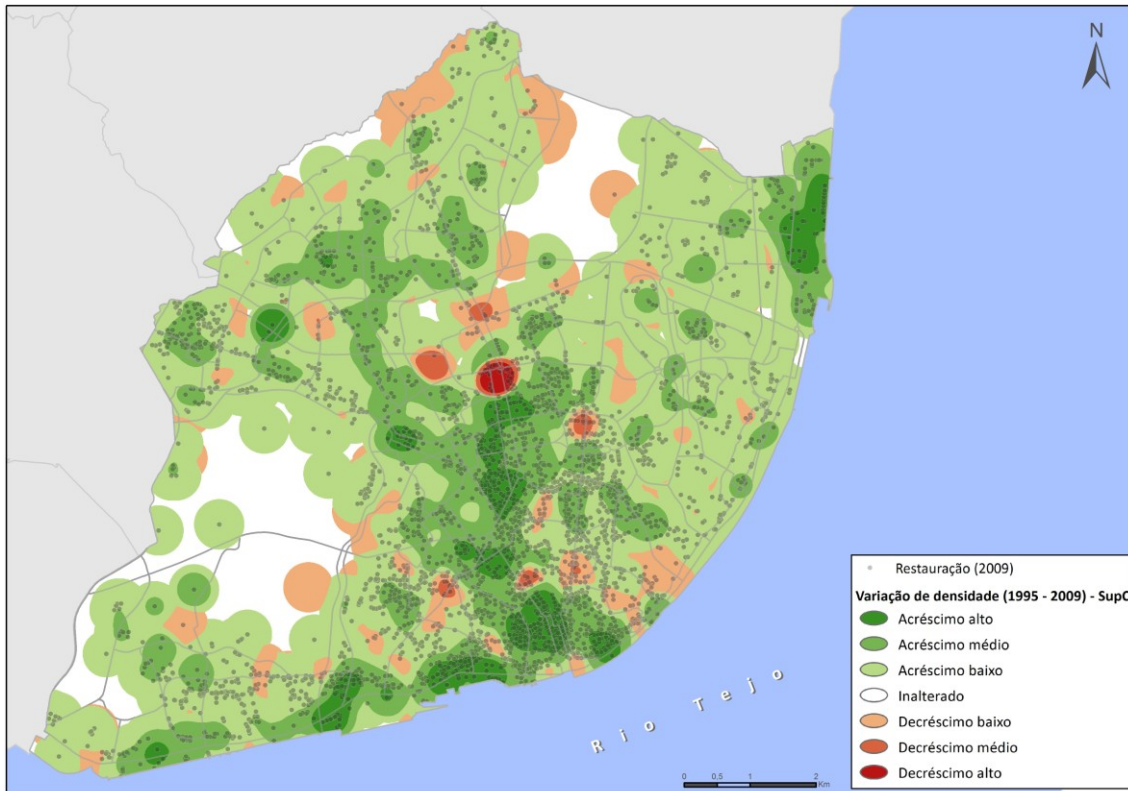 N
Restauração (2009)
Variação de densidade (1995 - 2009) - SupC
Acréscimo alto
Acréscimo médio
Acréscimo baixo
Inalterado
Decréscimo baixo
Decréscimo médio
Decréscimo alto
Rio Tejo
0 0,5 1 2
Km